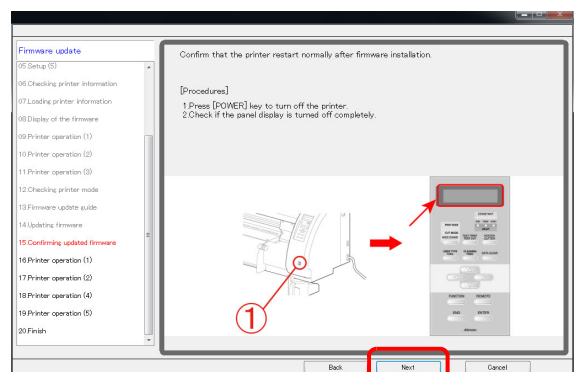 Firmware update
05.Setup (5)
06.Checking printer information
07.Loading printer information
08.Display of the firmware
09.Printer operation (1)
10.Printer operation (2)
11.Printer operation (3)
12.Checking printer mode
13.Firmware update guide
14.Updating firmware
15.Confirming updated firmware
16.Printer operation (1)
17.Printer operation (2)
18.Printer operation (4)
19.Printer operation (5)
20.Finish
Confirm that the printer restart normally after firmware installation.
[Procedures]
1.Press [POWER] key to turn off the printer.
2.Check if the panel display is turned off completely.
1
DATA CLEAR
FUNCTION REMOTE
END ENTER
Back Next Cancel